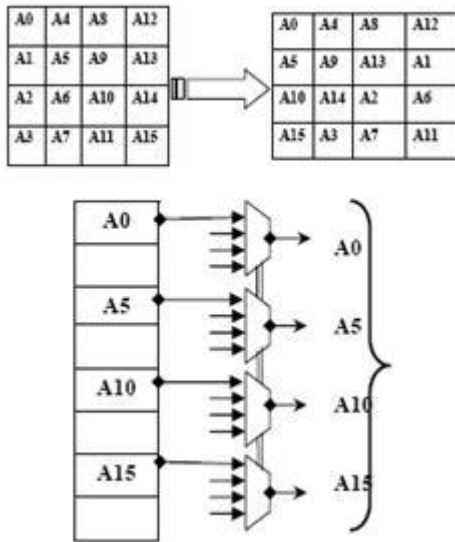 A0 A4 A8 A12
A1 A5 A9 A13
A2 A6 A10 A14
A3 A7 A11 A15
A0 A4 A8 A12
A5 A9 A13 A1
A10 A14 A2 A6
A15 A3 A7 A11
A0
A0
A5
A5
A10
A10
A15
A15